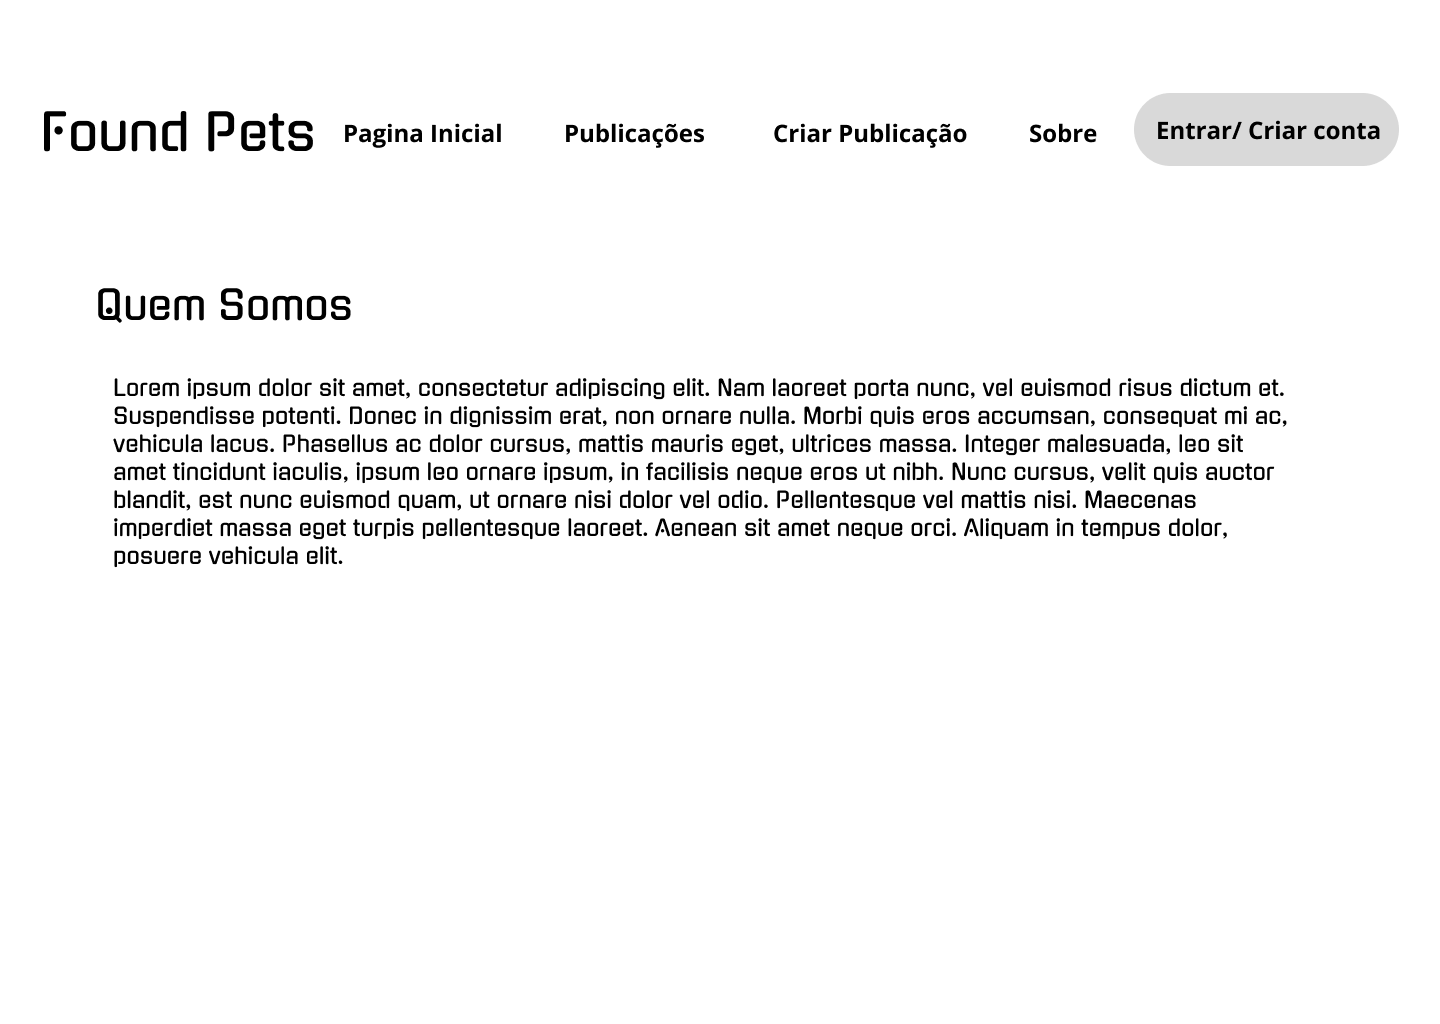 Found Pets Pagina Inicial Publicações Criar Publicação Sobre Entrar/ Criar conta
Quem Somos
Lorem ipsum dolor sit amet, consectetur adipiscing elit. Nam laoreet porta nunc, vel euismod risus dictum et.
Suspendisse potenti. Donec in dignissim erat, non ornare nulla. Morbi quis eros accumsan, consequat mi ac,
vehicula lacus. Phasellus ac dolor cursus, mattis mauris eget, ultrices massa. Integer malesuada, leo sit
amet tincidunt iaculis, ipsum leo ornare ipsum, in facilisis neque eros ut nibh. Nunc cursus, velit quis auctor
blandit, est nunc euismod quam, ut ornare nisi dolor vel odio. Pellentesque vel mattis nisi. Maecenas
imperdiet massa eget turpis pellentesque laoreet. Aenean sit amet neque orci. Aliquam in tempus dolor,
posuere vehicula elit.